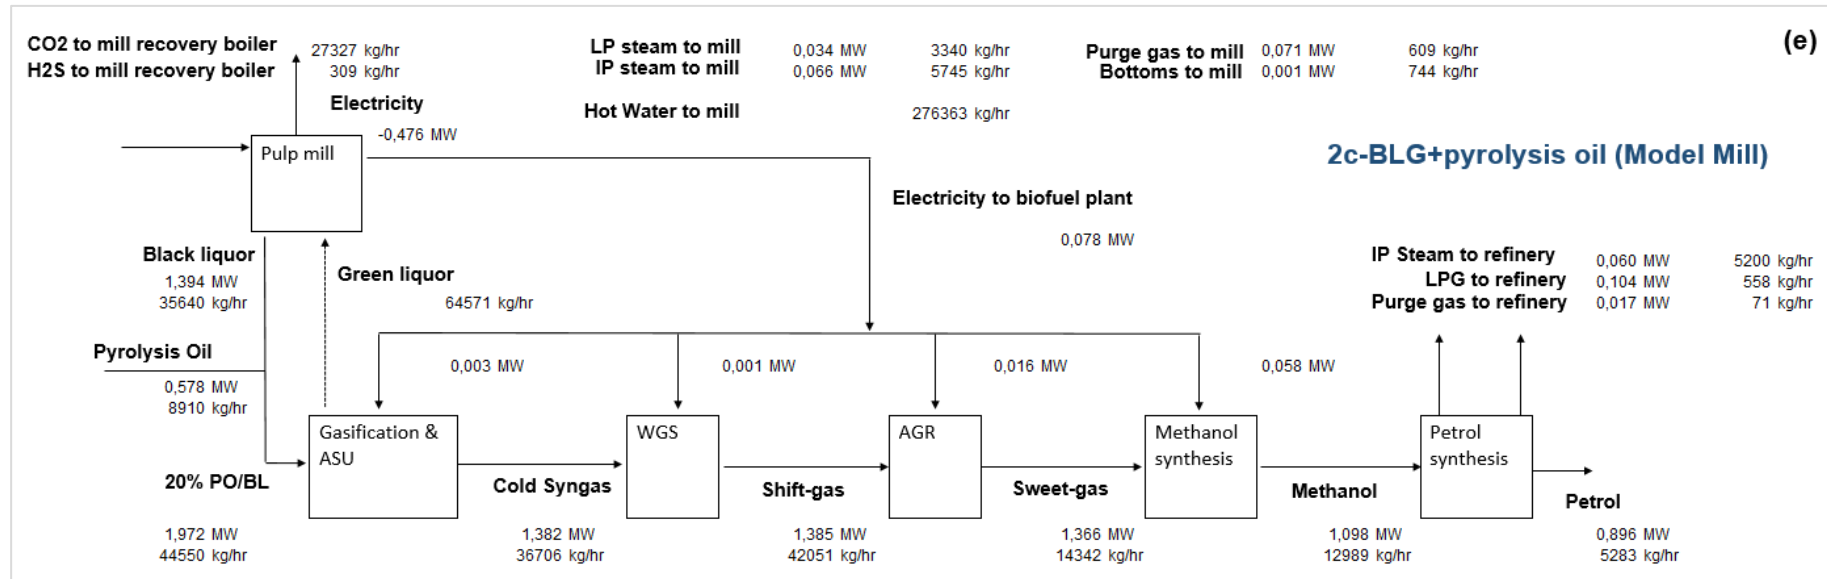 (e)
CO2 to mill recovery boiler 27327 kg/hr
H2S to mill recovery boiler 309 kg/hr
LP steam to mill 0,034 MW 3340 kg/hr
IP steam to mill 0,066 MW 5745 kg/hr
Purge gas to mill 0,071 MW 609 kg/hr
Bottoms to mill 0,001 MW 744 kg/hr
Hot Water to mill 276363 kg/hr
Electricity
-0,476 MW
Pulp mill
2c-BLG+pyrolysis oil (Model Mill)
Electricity to biofuel plant
0,078 MW
Black liquor
1,394 MW
35640 kg/hr
Green liquor
64571 kg/hr
IP Steam to refinery 0,060 MW 5200 kg/hr
LPG to refinery 0,104 MW 558 kg/hr
Purge gas to refinery 0,017 MW 71 kg/hr
Pyrolysis Oil
0,578 MW
8910 kg/hr
0,003 MW
0,001 MW
0,016 MW
0,058 MW
Gasification &
ASU
WGS
AGR
Methanol
synthesis
Petrol
synthesis
20% PO/BL
1,972 MW
44550 kg/hr
Cold Syngas
1,382 MW
36706 kg/hr
Shift-gas
1,385 MW
42051 kg/hr
Sweet-gas
1,366 MW
14342 kg/hr
Methanol
1,098 MW
12989 kg/hr
Petrol
0,896 MW
5283 kg/hr